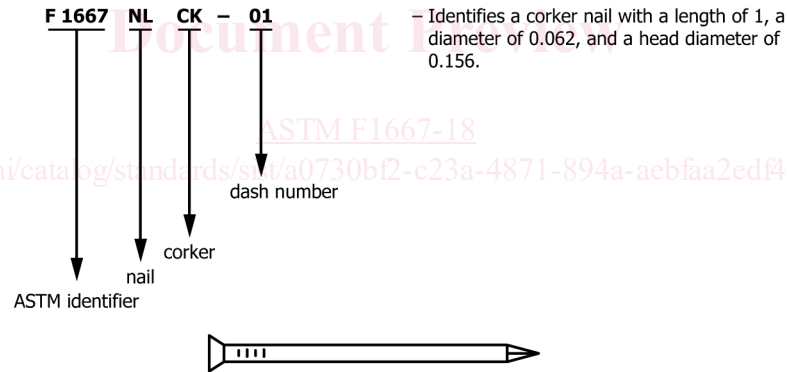 F 1667 NL CK – 01
– Identifies a corker nail with a length of 1, a
diameter of 0.062, and a head diameter of
0.156.
Document Preview
ASTM F1667-18
ai/catalog/standards/sist/a0730bf2-c23a-4871-894a-aebfaa2edf4
dash number
corker
nail
ASTM identifier